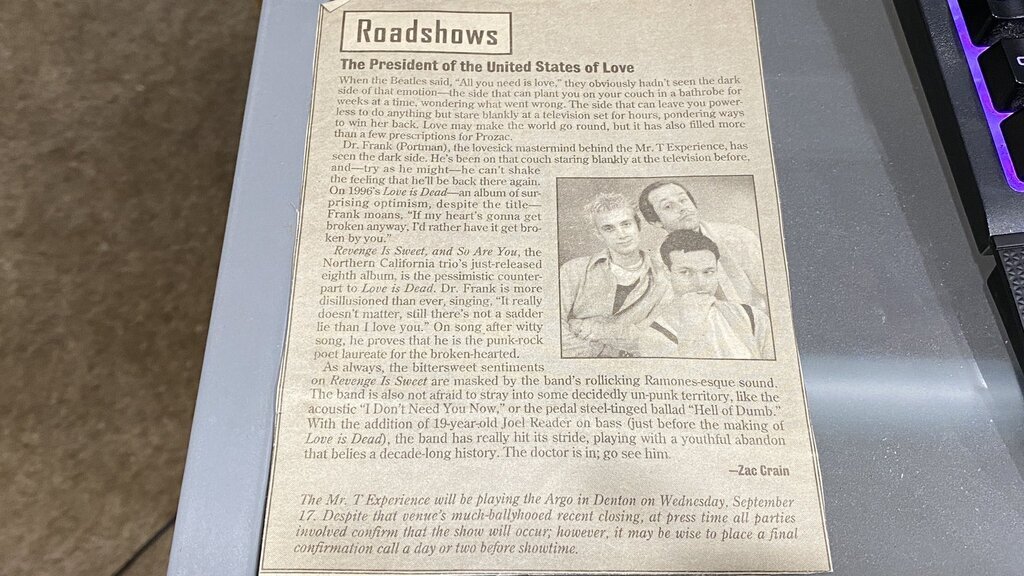 Roadshows
The President of the United States of Love
When the Beatles said, "All you need is love," they obviously hadn't seen the dark
side of that emotion—the side that can plant you on your couch in a bathrobe for
weeks at a time, wondering what went wrong. The side that can leave you power-
less to do anything but stare blankly at a television set for hours, pondering ways
to win her back. Love may make the world go round, but it has also filled more
than a few prescriptions for Prozac.
Dr. Frank (Portman), the lovesick mastermind behind the Mr. T Experience, has
seen the dark side. He's been on that couch staring blankly at the television before,
and—try as he might—he can't shake
the feeling that he'll be back there again.
On 1996's Love is Dead—an album of sur-
prising optimism, despite the title—
Frank moans, "If my heart's gonna get
broken anyway, I'd rather have it get bro-
ken by you."
Revenge Is Sweet, and So Are You, the
Northern California trio's just-released
eighth album, is the pessimistic counter-
part to Love is Dead. Dr. Frank is more
disillusioned than ever, singing, "It really
doesn't matter, still there's not a sadder
lie than I love you." On song after witty
song, he proves that he is the punk-rock
poet laureate for the broken-hearted.
As always, the bittersweet sentiments
on Revenge Is Sweet are masked by the band's rollicking Ramones-esque sound.
The band is also not afraid to stray into some decidedly un-punk territory, like the
acoustic "I Don't Need You Now," or the pedal steel-tinged ballad "Hell of Dumb."
With the addition of 19-year-old Joel Reader on bass (just before the making of
Love is Dead), the band has really hit its stride, playing with a youthful abandon
that belies a decade-long history. The doctor is in; go see him.
—Zac Crain
The Mr. T Experience will be playing the Argo in Denton on Wednesday, September
17. Despite that venue's much-ballyhooed recent closing, at press time all parties
involved confirm that the show will occur; however, it may be wise to place a final
confirmation call a day or two before showtime.